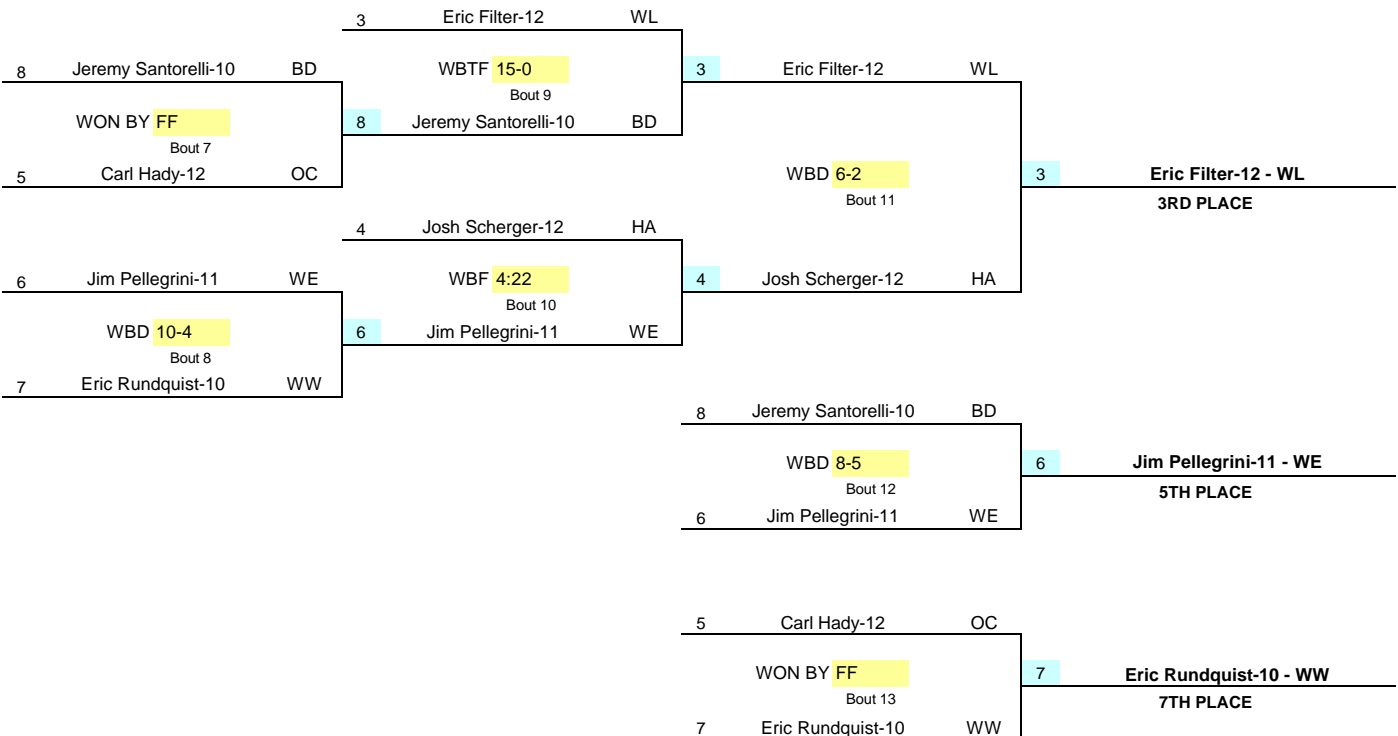 3 Eric Filter-12 WL
8 Jeremy Santorelli-10 BD WBTF 15-0 3 Eric Filter-12 WL
Bout 9
WON BY FF 8 Jeremy Santorelli-10 BD
Bout 7
5 Carl Hady-12 OC WBD 6-2 3 Eric Filter-12 - WL
Bout 11 3RD PLACE
4 Josh Scherger-12 HA
6 Jim Pellegrini-11 WE WBF 4:22 4 Josh Scherger-12 HA
Bout 10
WBD 10-4 6 Jim Pellegrini-11 WE
Bout 8
7 Eric Rundquist-10 WW
8 Jeremy Santorelli-10 BD
WBD 8-5 6 Jim Pellegrini-11 - WE
Bout 12 5TH PLACE
6 Jim Pellegrini-11 WE
5 Carl Hady-12 OC
WON BY FF 7 Eric Rundquist-10 - WW
Bout 13 7TH PLACE
7 Eric Rundquist-10 WW